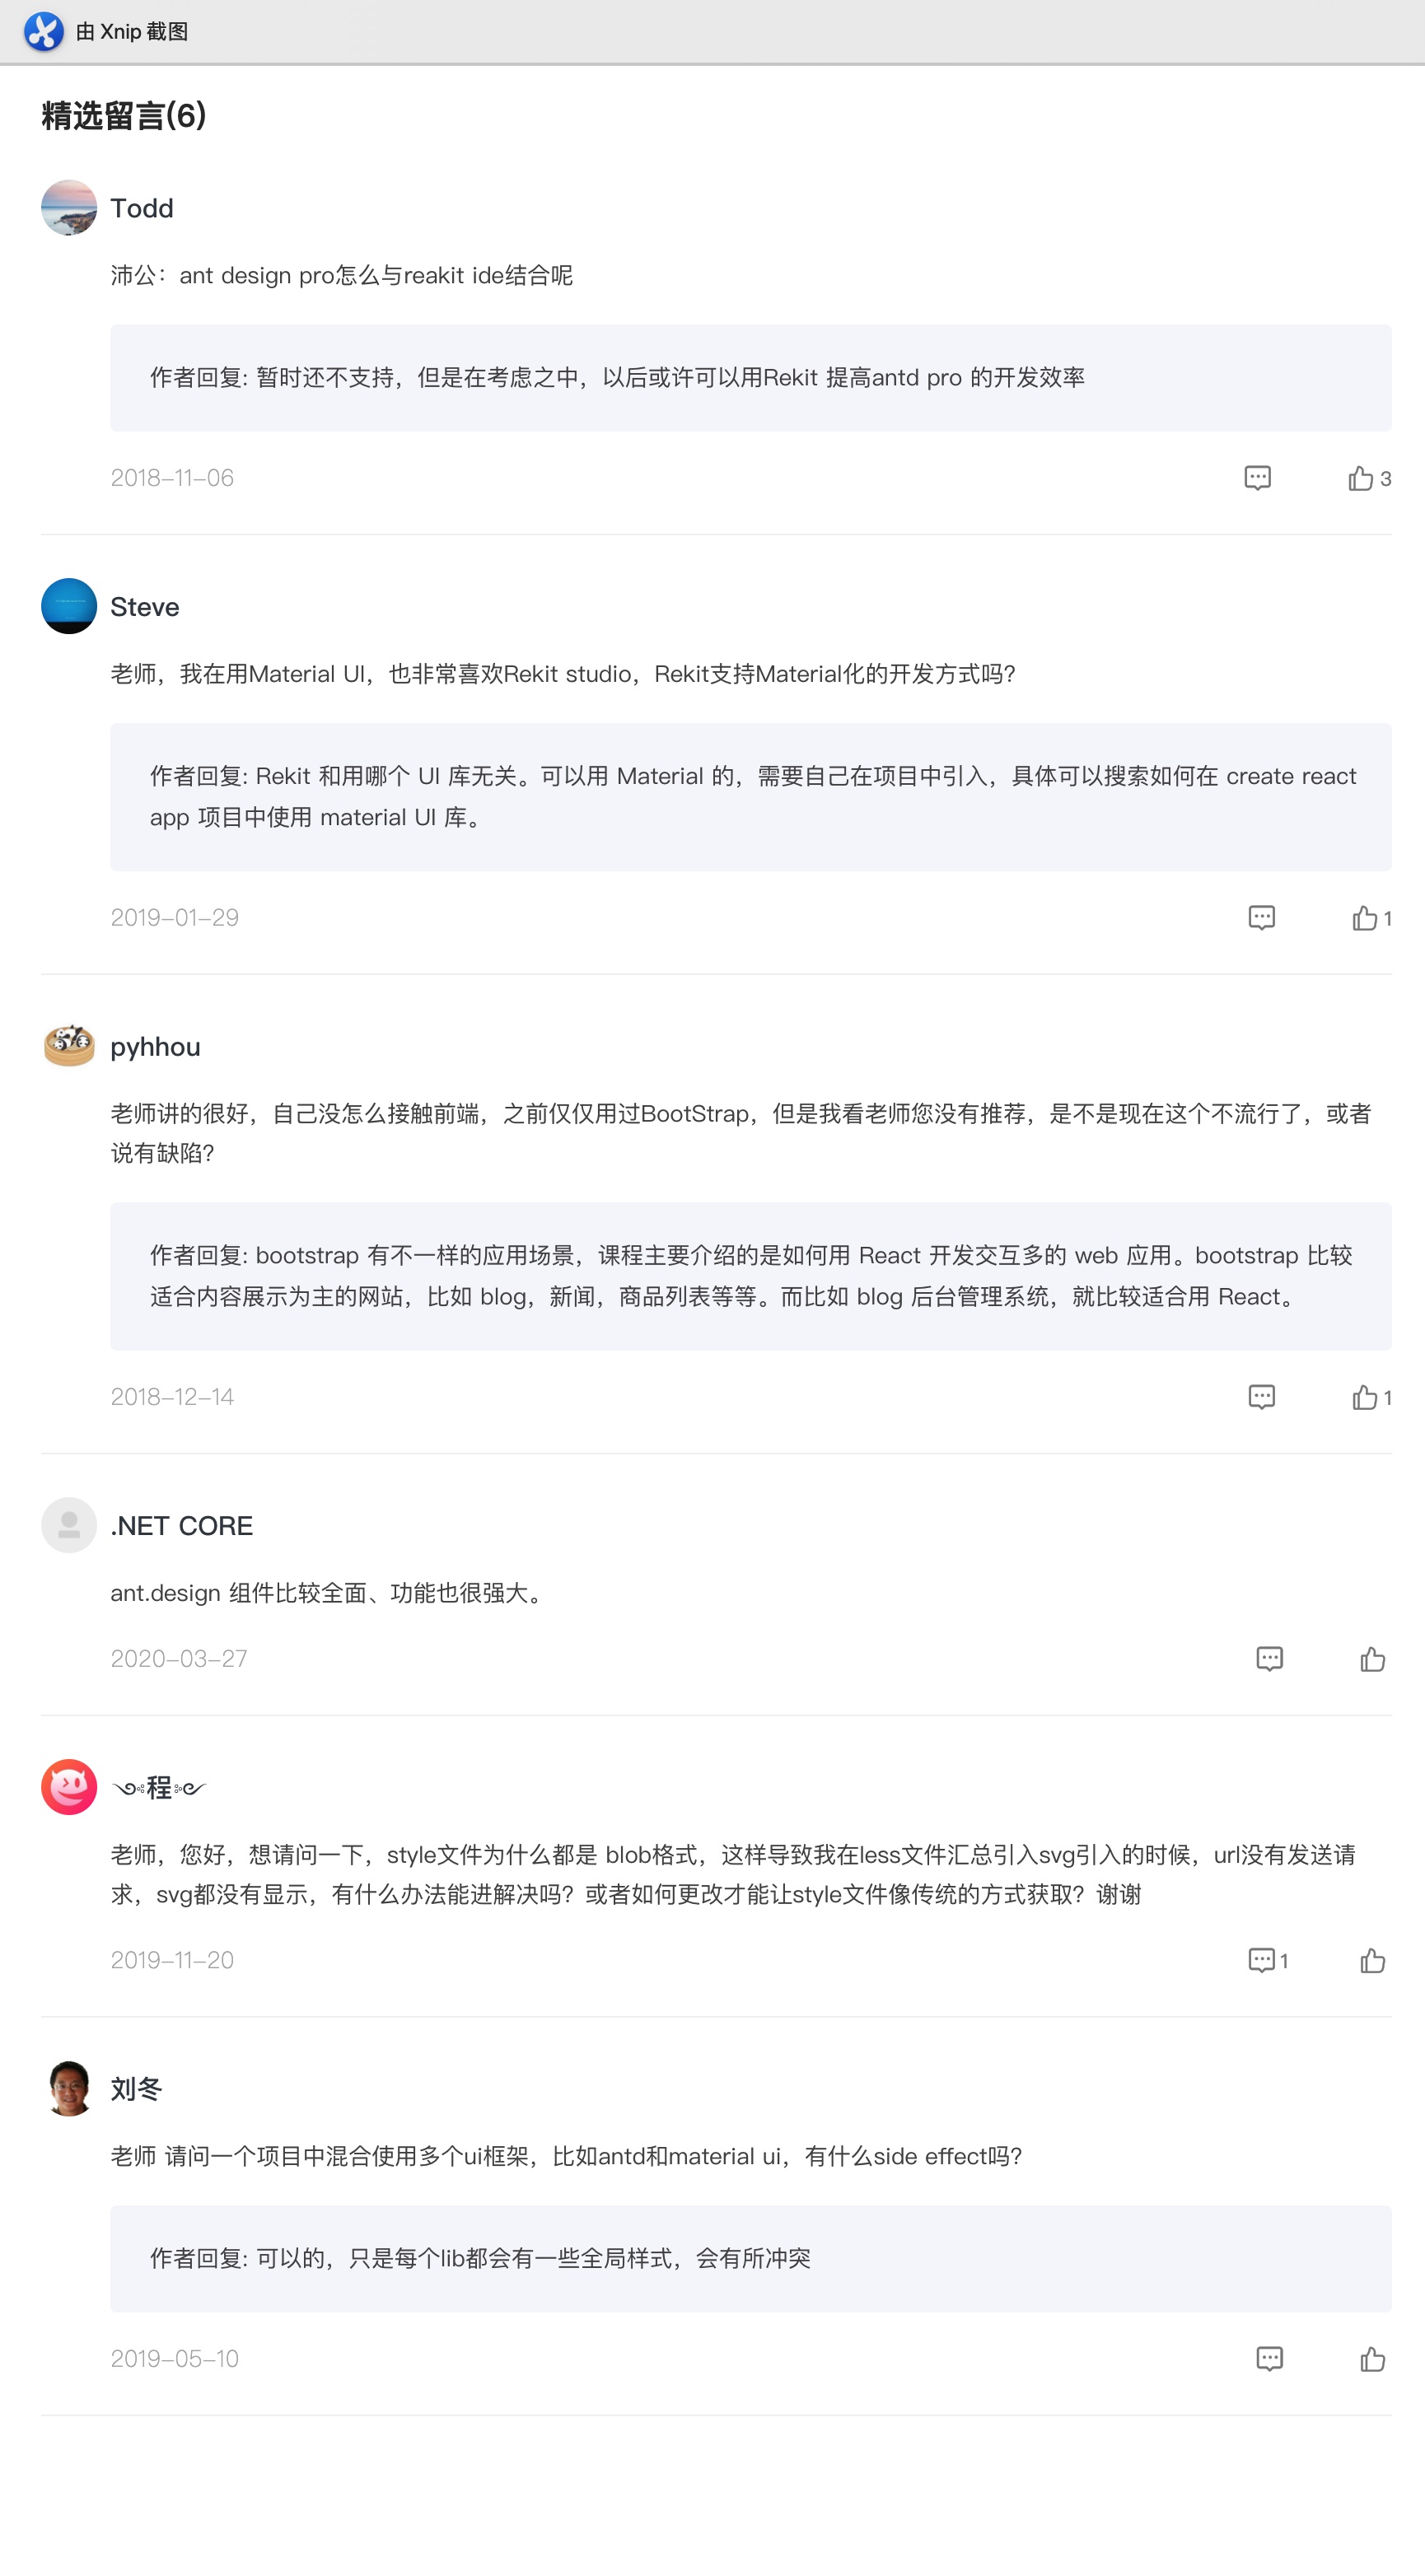 由 Xnip 截图
精选留言(6)
Todd
沛公：ant design pro怎么与reakit ide结合呢
作者回复: 暂时还不支持，但是在考虑之中，以后或许可以用Rekit 提高antd pro 的开发效率
2018-11-06
3
Steve
老师，我在用Material UI，也非常喜欢Rekit studio，Rekit支持Material化的开发方式吗？
作者回复: Rekit 和用哪个 UI 库无关。可以用 Material 的，需要自己在项目中引入，具体可以搜索如何在 create react
app 项目中使用 material UI 库。
2019-01-29
1
pyhhou
老师讲的很好，自己没怎么接触前端，之前仅仅用过BootStrap，但是我看老师您没有推荐，是不是现在这个不流行了，或者
说有缺陷？
作者回复: bootstrap 有不一样的应用场景，课程主要介绍的是如何用 React 开发交互多的 web 应用。bootstrap 比较
适合内容展示为主的网站，比如 blog，新闻，商品列表等等。而比如 blog 后台管理系统，就比较适合用 React。
2018-12-14
1
.NET CORE
ant.design 组件比较全面、功能也很强大。
2020-03-27
࿐程࿐
老师，您好，想请问一下，style文件为什么都是 blob格式，这样导致我在less文件汇总引入svg引入的时候，url没有发送请
求，svg都没有显示，有什么办法能进解决吗？或者如何更改才能让style文件像传统的方式获取？谢谢
2019-11-20
1
刘冬
老师 请问一个项目中混合使用多个ui框架，比如antd和material ui，有什么side effect吗？
作者回复: 可以的，只是每个lib都会有一些全局样式，会有所冲突
2019-05-10